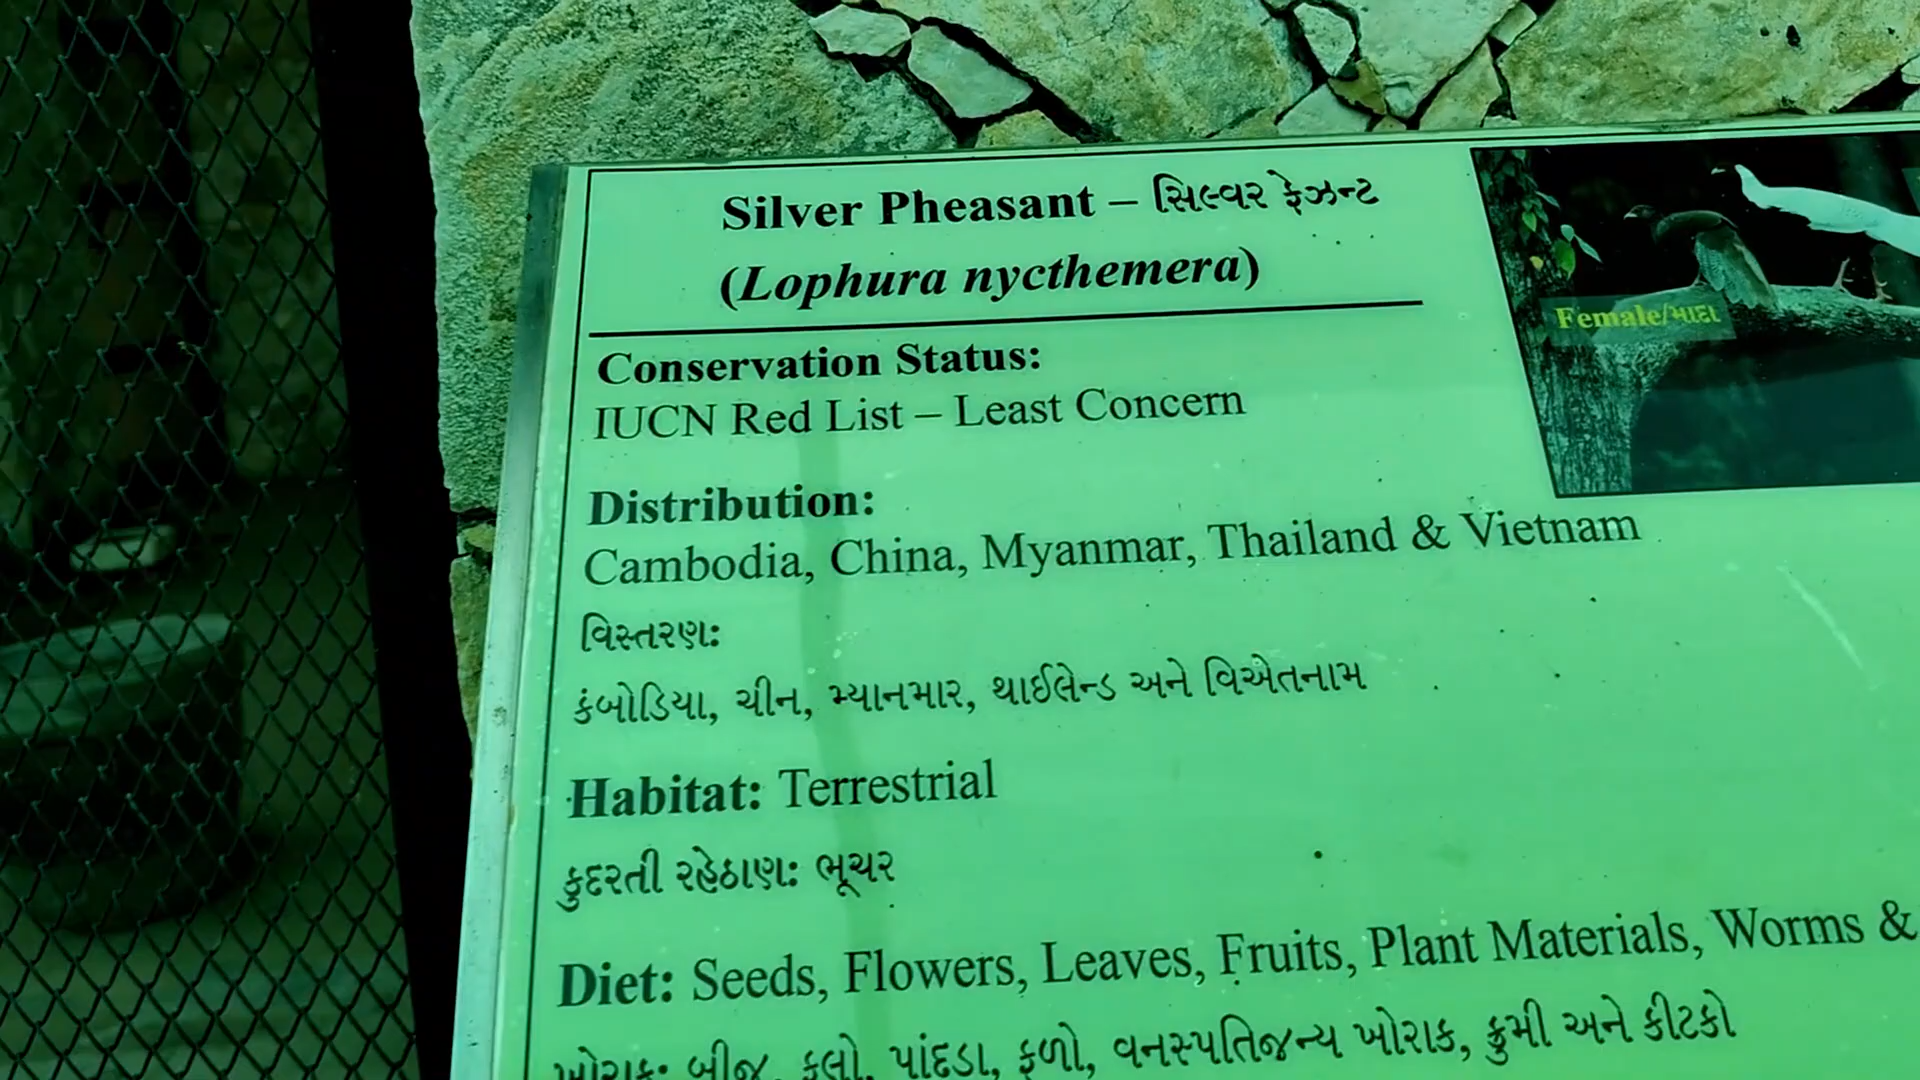 Silver Pheasant – સિલ્વર ફેઝન્ટ
(Lophura nycthemera)
Female/માદા
Conservation Status:
IUCN Red List – Least Concern
Distribution:
Cambodia, China, Myanmar, Thailand & Vietnam
વિસ્તરણ:
કંબોડિયા, ચીન, મ્યાનમાર, થાઈલેન્ડ અને વિએતનામ
Habitat: Terrestrial
કુદરતી રહેઠાણ: ભૂચર
Diet: Seeds, Flowers, Leaves, Fruits, Plant Materials, Worms &
ખોરાક: બીજ, ફૂલો, પાંદડા, ફળો, વનસ્પતિજન્ય ખોરાક, કૃમી અને કીટકો